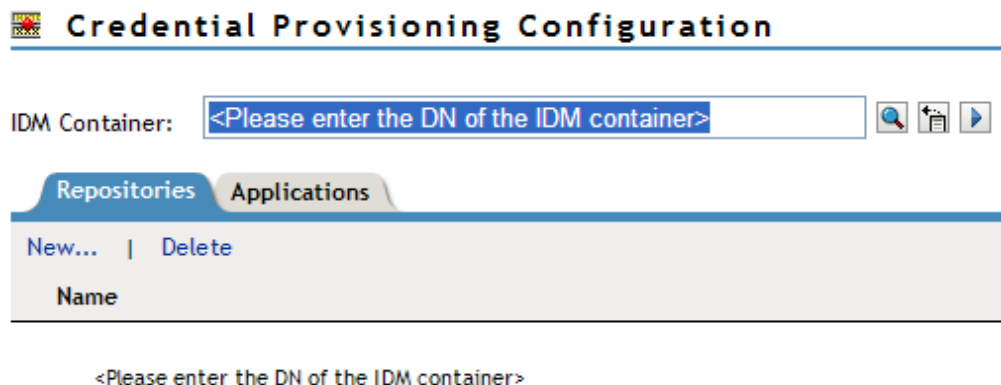 Credential Provisioning Configuration
IDM Container: <Please enter the DN of the IDM container>
Repositories Applications
New... | Delete
Name
<Please enter the DN of the IDM container>